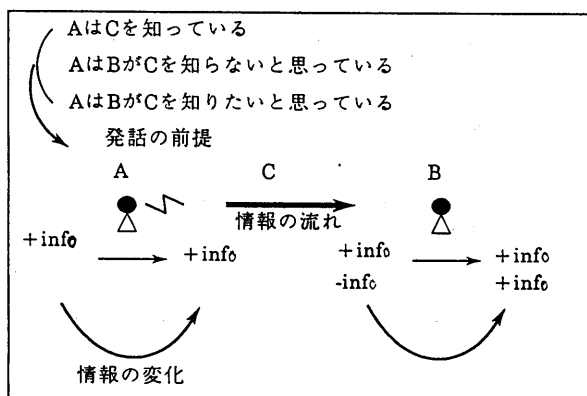 AはCを知っている
AはBがCを知らないと思っている
AはBがCを知りたいと思っている
発話の前提
A C B
情報の流れ
+info +info +info +info
-info +info
情報の変化